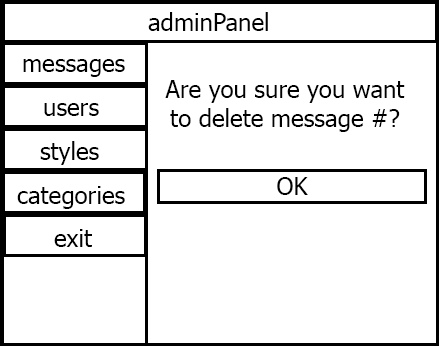 adminPanel
messages
users
styles
categories
exit
Are you sure you want
to delete message #?
OK